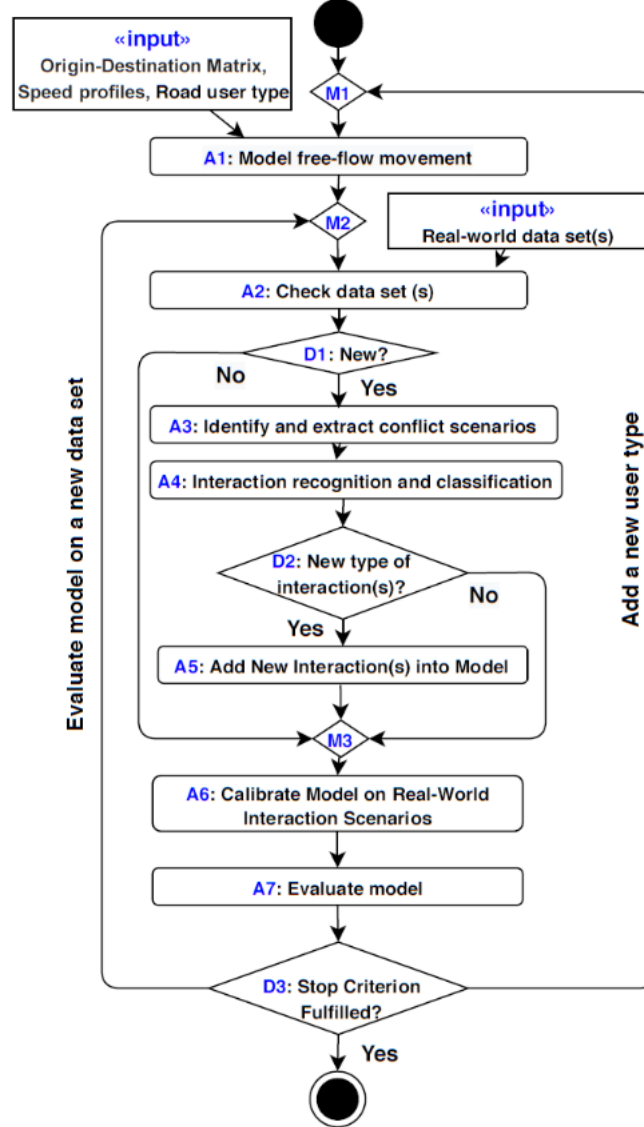 «input»
Origin-Destination Matrix,
Speed profiles, Road user type
M1
A1: Model free-flow movement
M2
«input»
Real-world data set(s)
A2: Check data set (s)
D1: New?
No
Yes
A3: Identify and extract conflict scenarios
A4: Interaction recognition and classification
D2: New type of
interaction(s)?
No
Yes
A5: Add New Interaction(s) into Model
M3
A6: Calibrate Model on Real-World
Interaction Scenarios
A7: Evaluate model
D3: Stop Criterion
Fulfilled?
Yes
Evaluate model on a new data set
Add a new user type